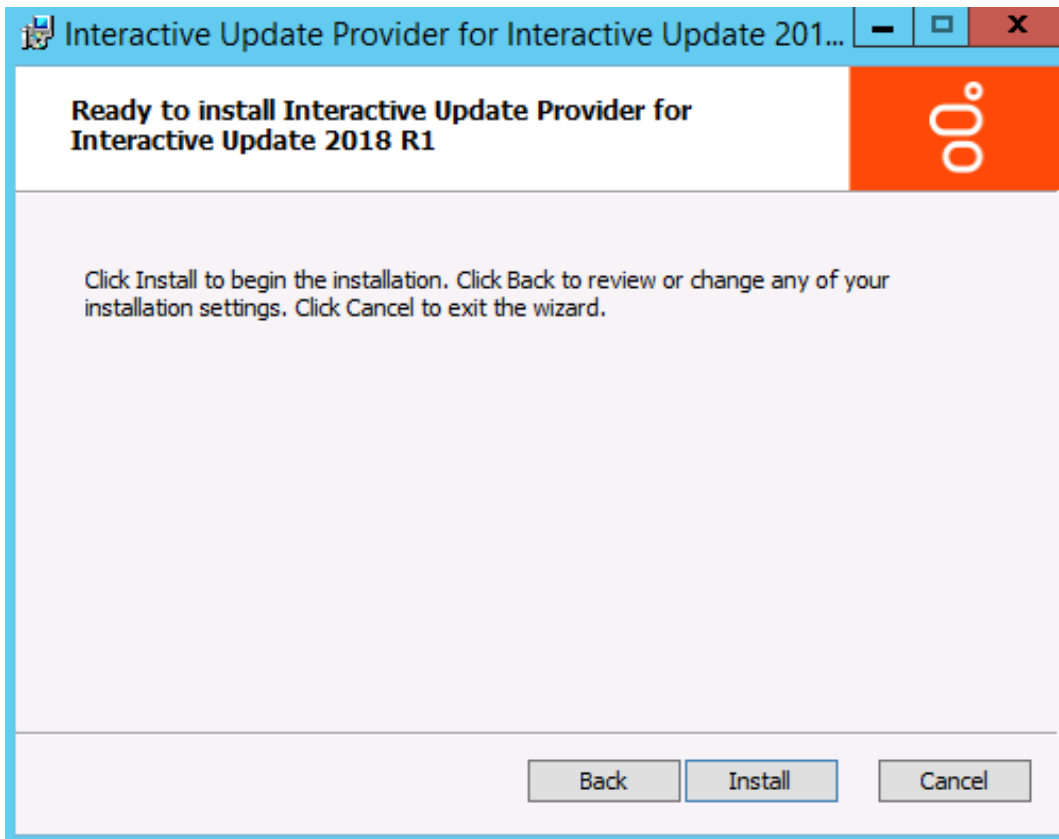 Interactive Update Provider for Interactive Update 201...
Ready to install Interactive Update Provider for
Interactive Update 2018 R1
Click Install to begin the installation. Click Back to review or change any of your
installation settings. Click Cancel to exit the wizard.
Back Install Cancel